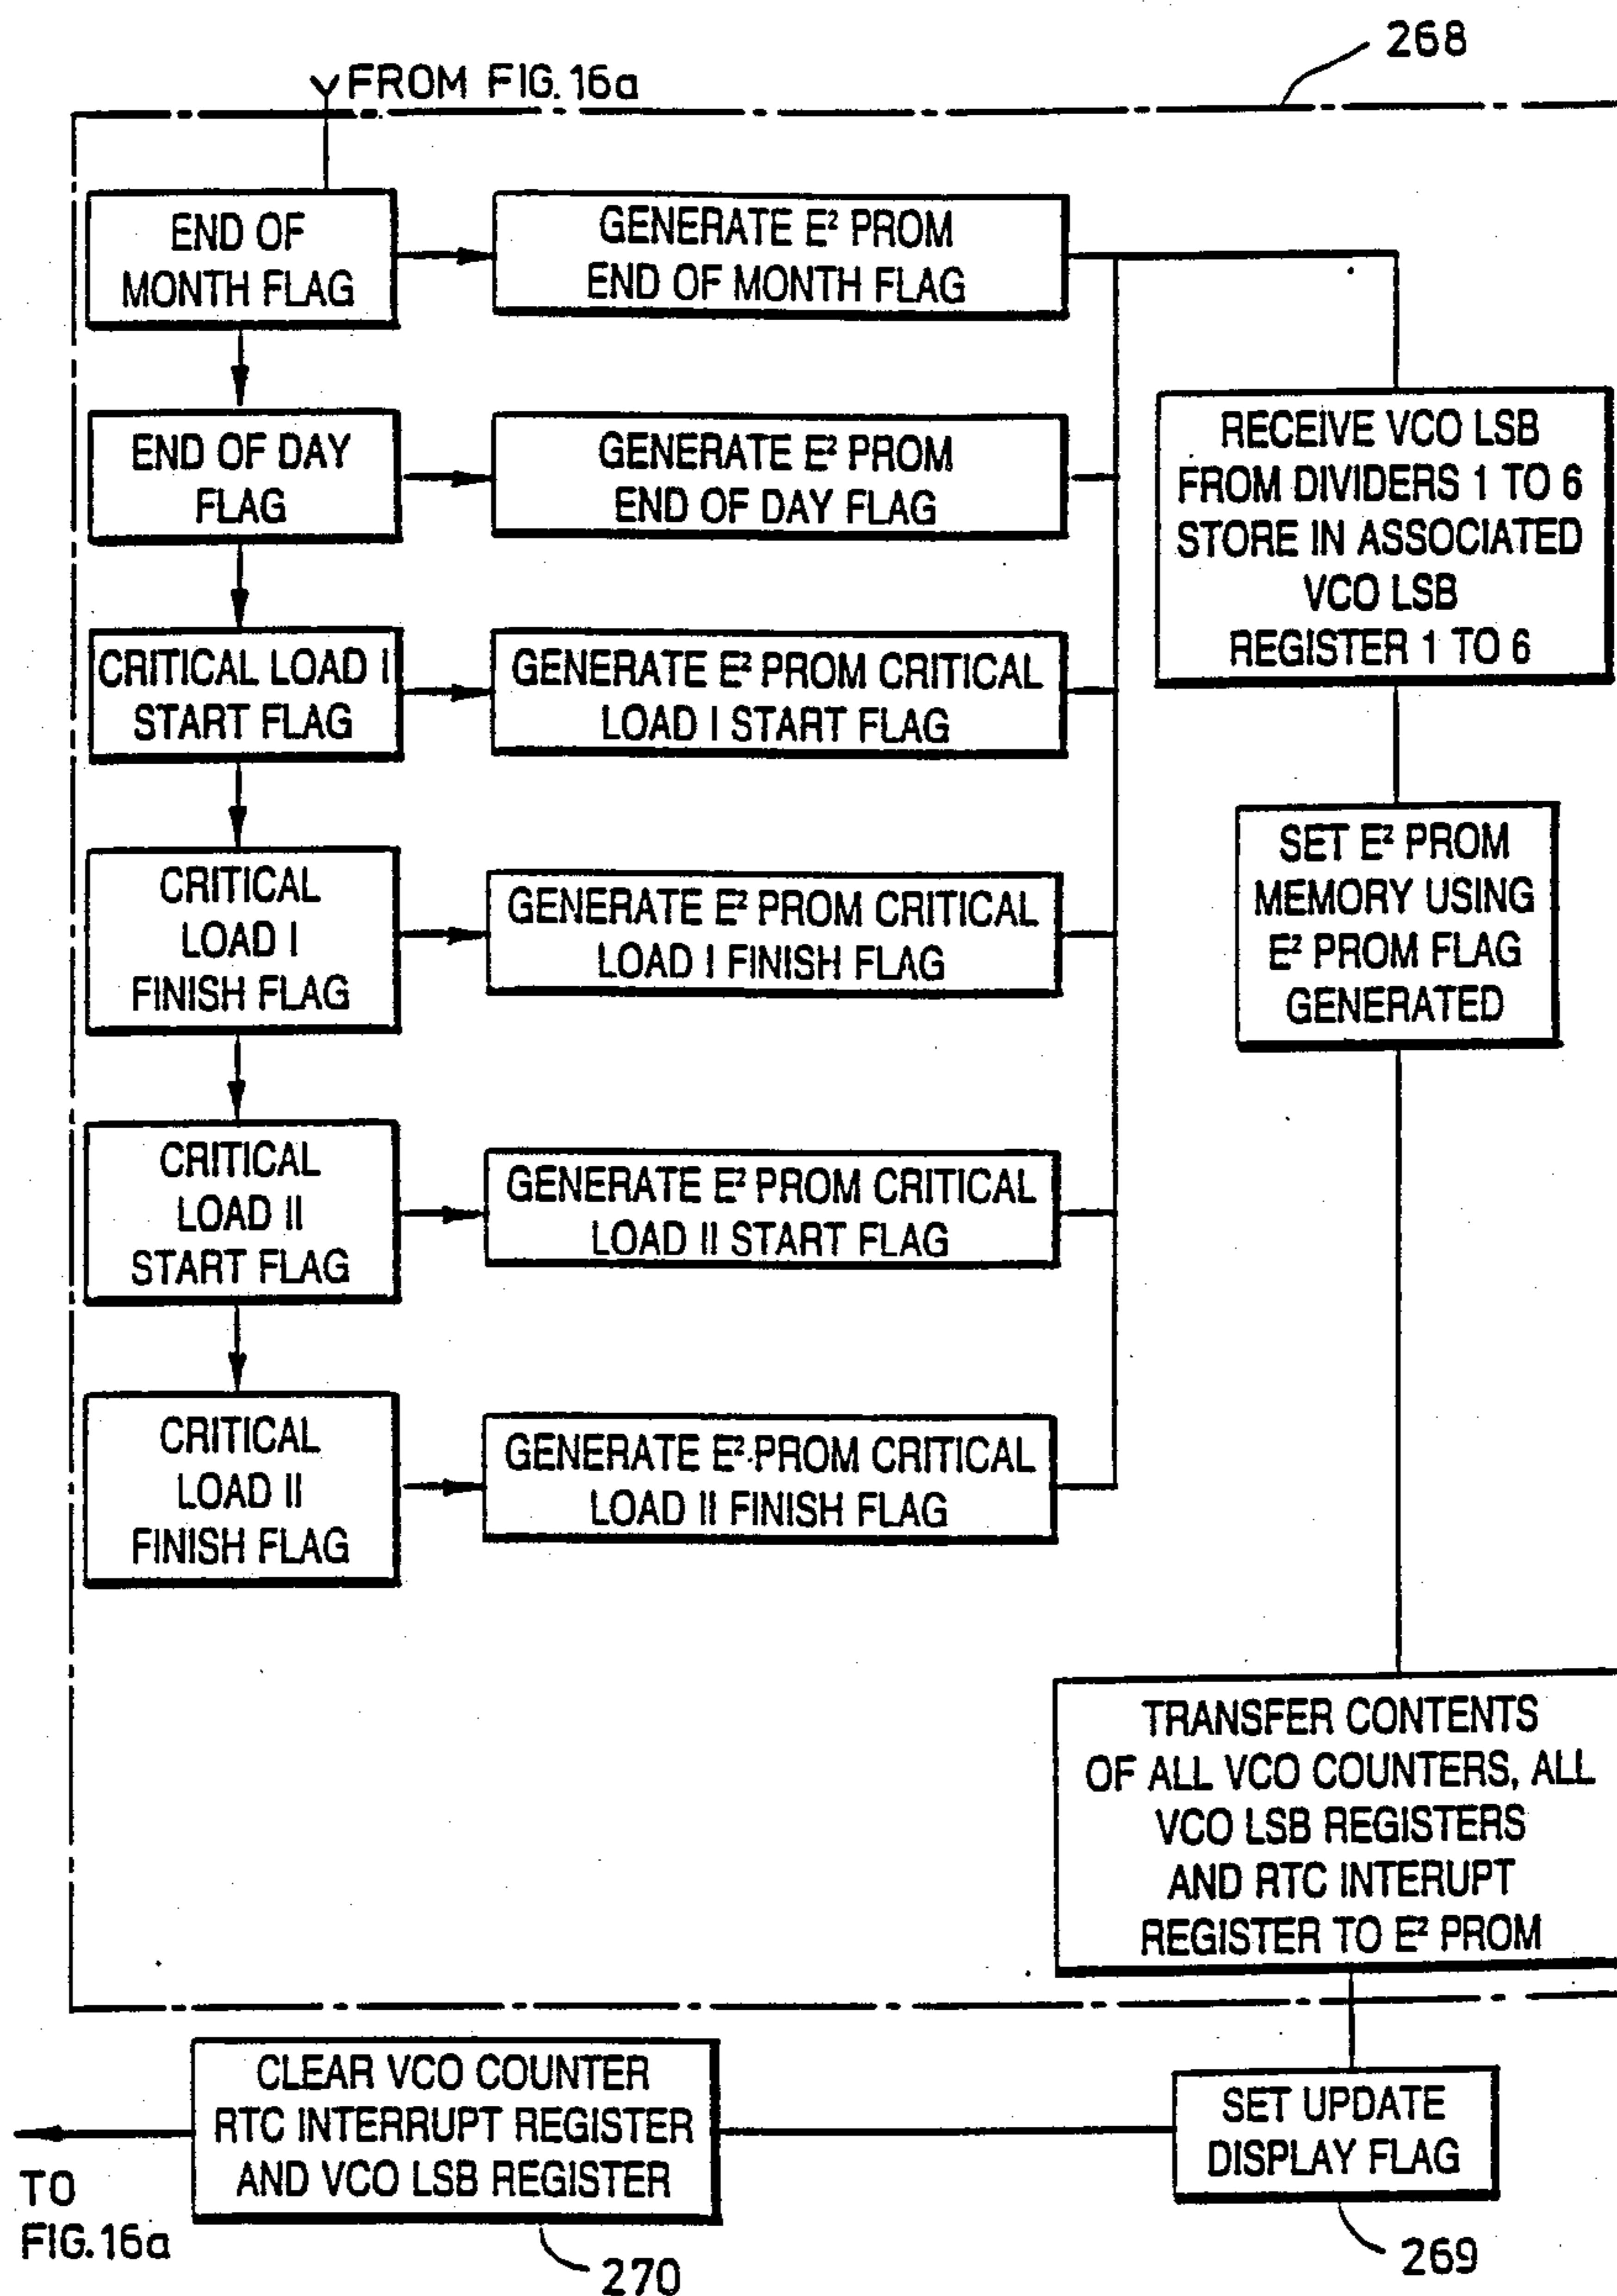 268
FROM FIG. 16a
END OF
MONTH FLAG
GENERATE E² PROM
END OF MONTH FLAG
END OF DAY
FLAG
GENERATE E² PROM
END OF DAY FLAG
RECEIVE VCO LSB
FROM DIVIDERS 1 TO 6
STORE IN ASSOCIATED
VCO LSB
REGISTER 1 TO 6
CRITICAL LOAD I
START FLAG
GENERATE E² PROM CRITICAL
LOAD I START FLAG
CRITICAL
LOAD I
FINISH FLAG
GENERATE E² PROM CRITICAL
LOAD I FINISH FLAG
SET E² PROM
MEMORY USING
E² PROM FLAG
GENERATED
CRITICAL
LOAD II
START FLAG
GENERATE E² PROM CRITICAL
LOAD II START FLAG
CRITICAL
LOAD II
FINISH FLAG
GENERATE E² PROM CRITICAL
LOAD II FINISH FLAG
TRANSFER CONTENTS
OF ALL VCO COUNTERS, ALL
VCO LSB REGISTERS
AND RTC INTERUPT
REGISTER TO E² PROM
SET UPDATE
DISPLAY FLAG
269
CLEAR VCO COUNTER
RTC INTERRUPT REGISTER
AND VCO LSB REGISTER
270
TO
FIG.16a